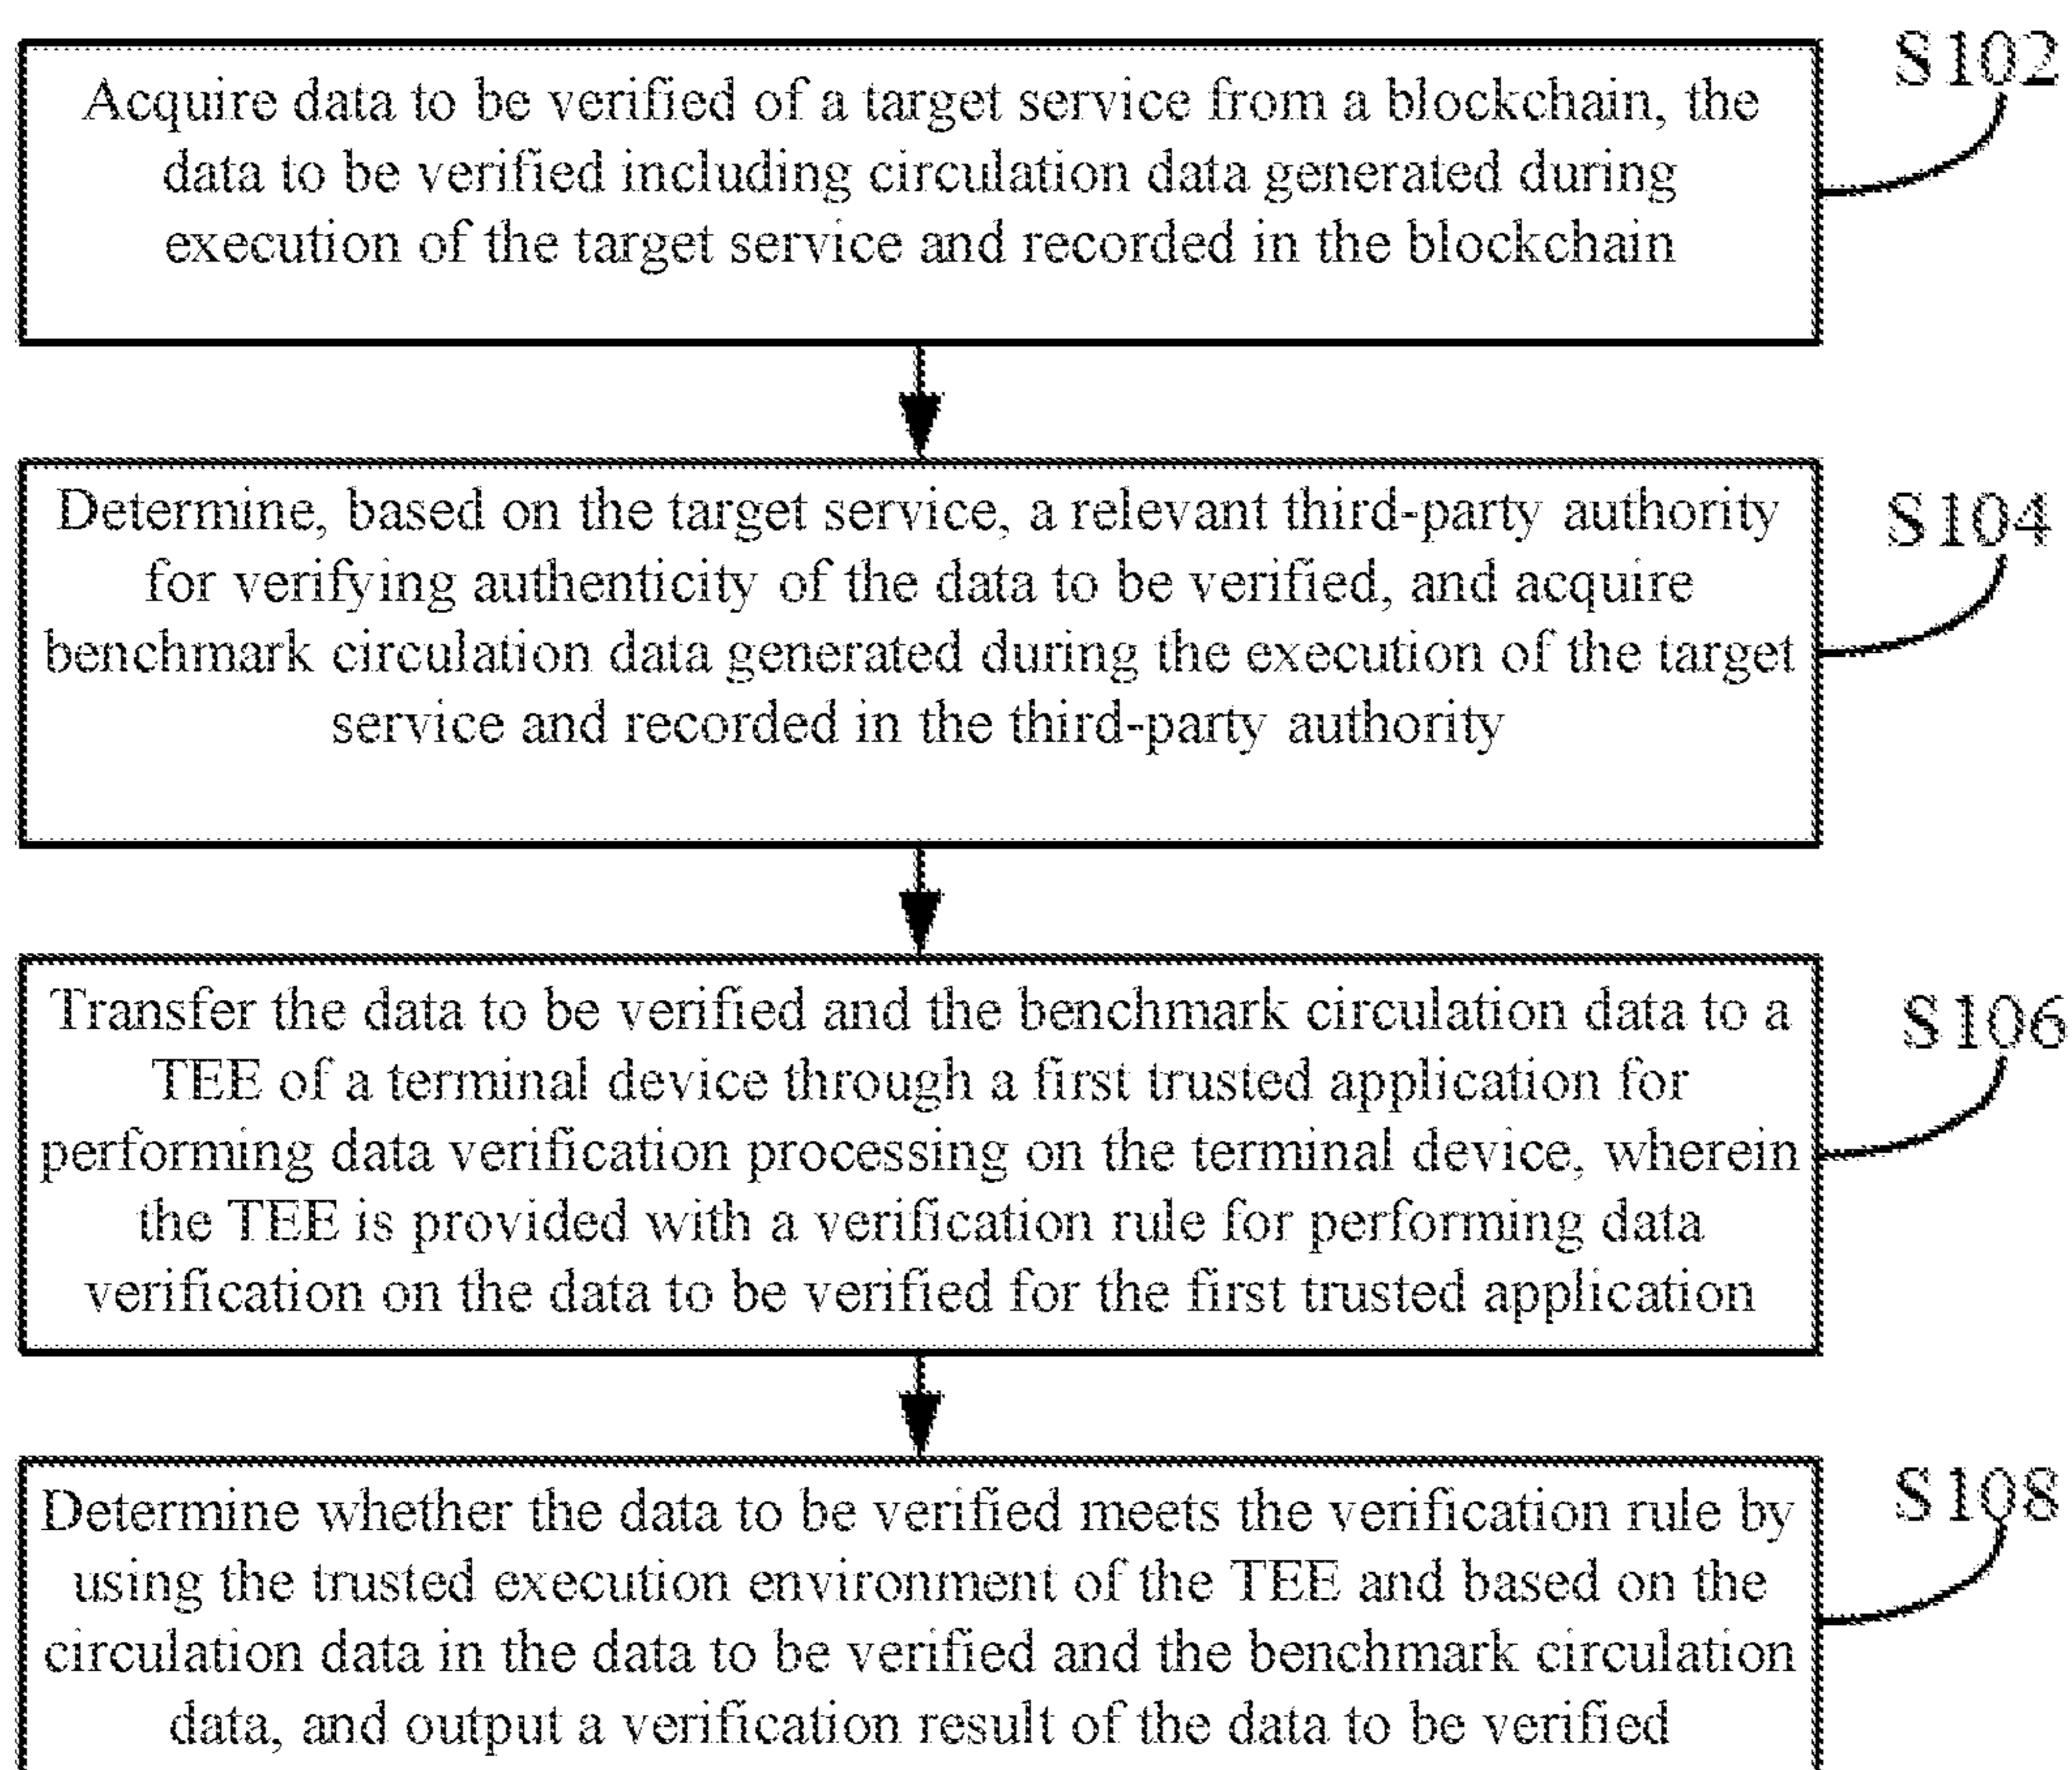 S102
Acquire data to be verified of a target service from a blockchain, the
data to be verified including circulation data generated during
execution of the target service and recorded in the blockchain
S104
Determine, based on the target service, a relevant third-party authority
for verifying authenticity of the data to be verified, and acquire
benchmark circulation data generated during the execution of the target
service and recorded in the third-party authority
S106
Transfer the data to be verified and the benchmark circulation data to a
TEE of a terminal device through a first trusted application for
performing data verification processing on the terminal device, wherein
the TEE is provided with a verification rule for performing data
verification on the data to be verified for the first trusted application
S108
Determine whether the data to be verified meets the verification rule by
using the trusted execution environment of the TEE and based on the
circulation data in the data to be verified and the benchmark circulation
data, and output a verification result of the data to be verified